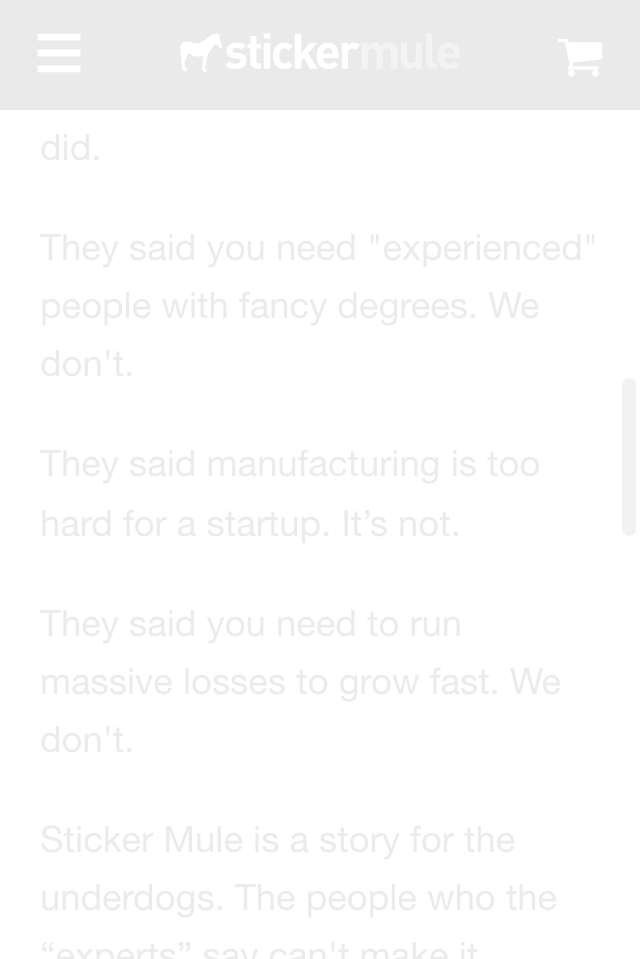 stickermule
did.
They said you need "experienced"
people with fancy degrees. We
don't.
They said manufacturing is too
hard for a startup. It’s not.
They said you need to run
massive losses to grow fast. We
don't.
Sticker Mule is a story for the
underdogs. The people who the
“experts” say can't make it